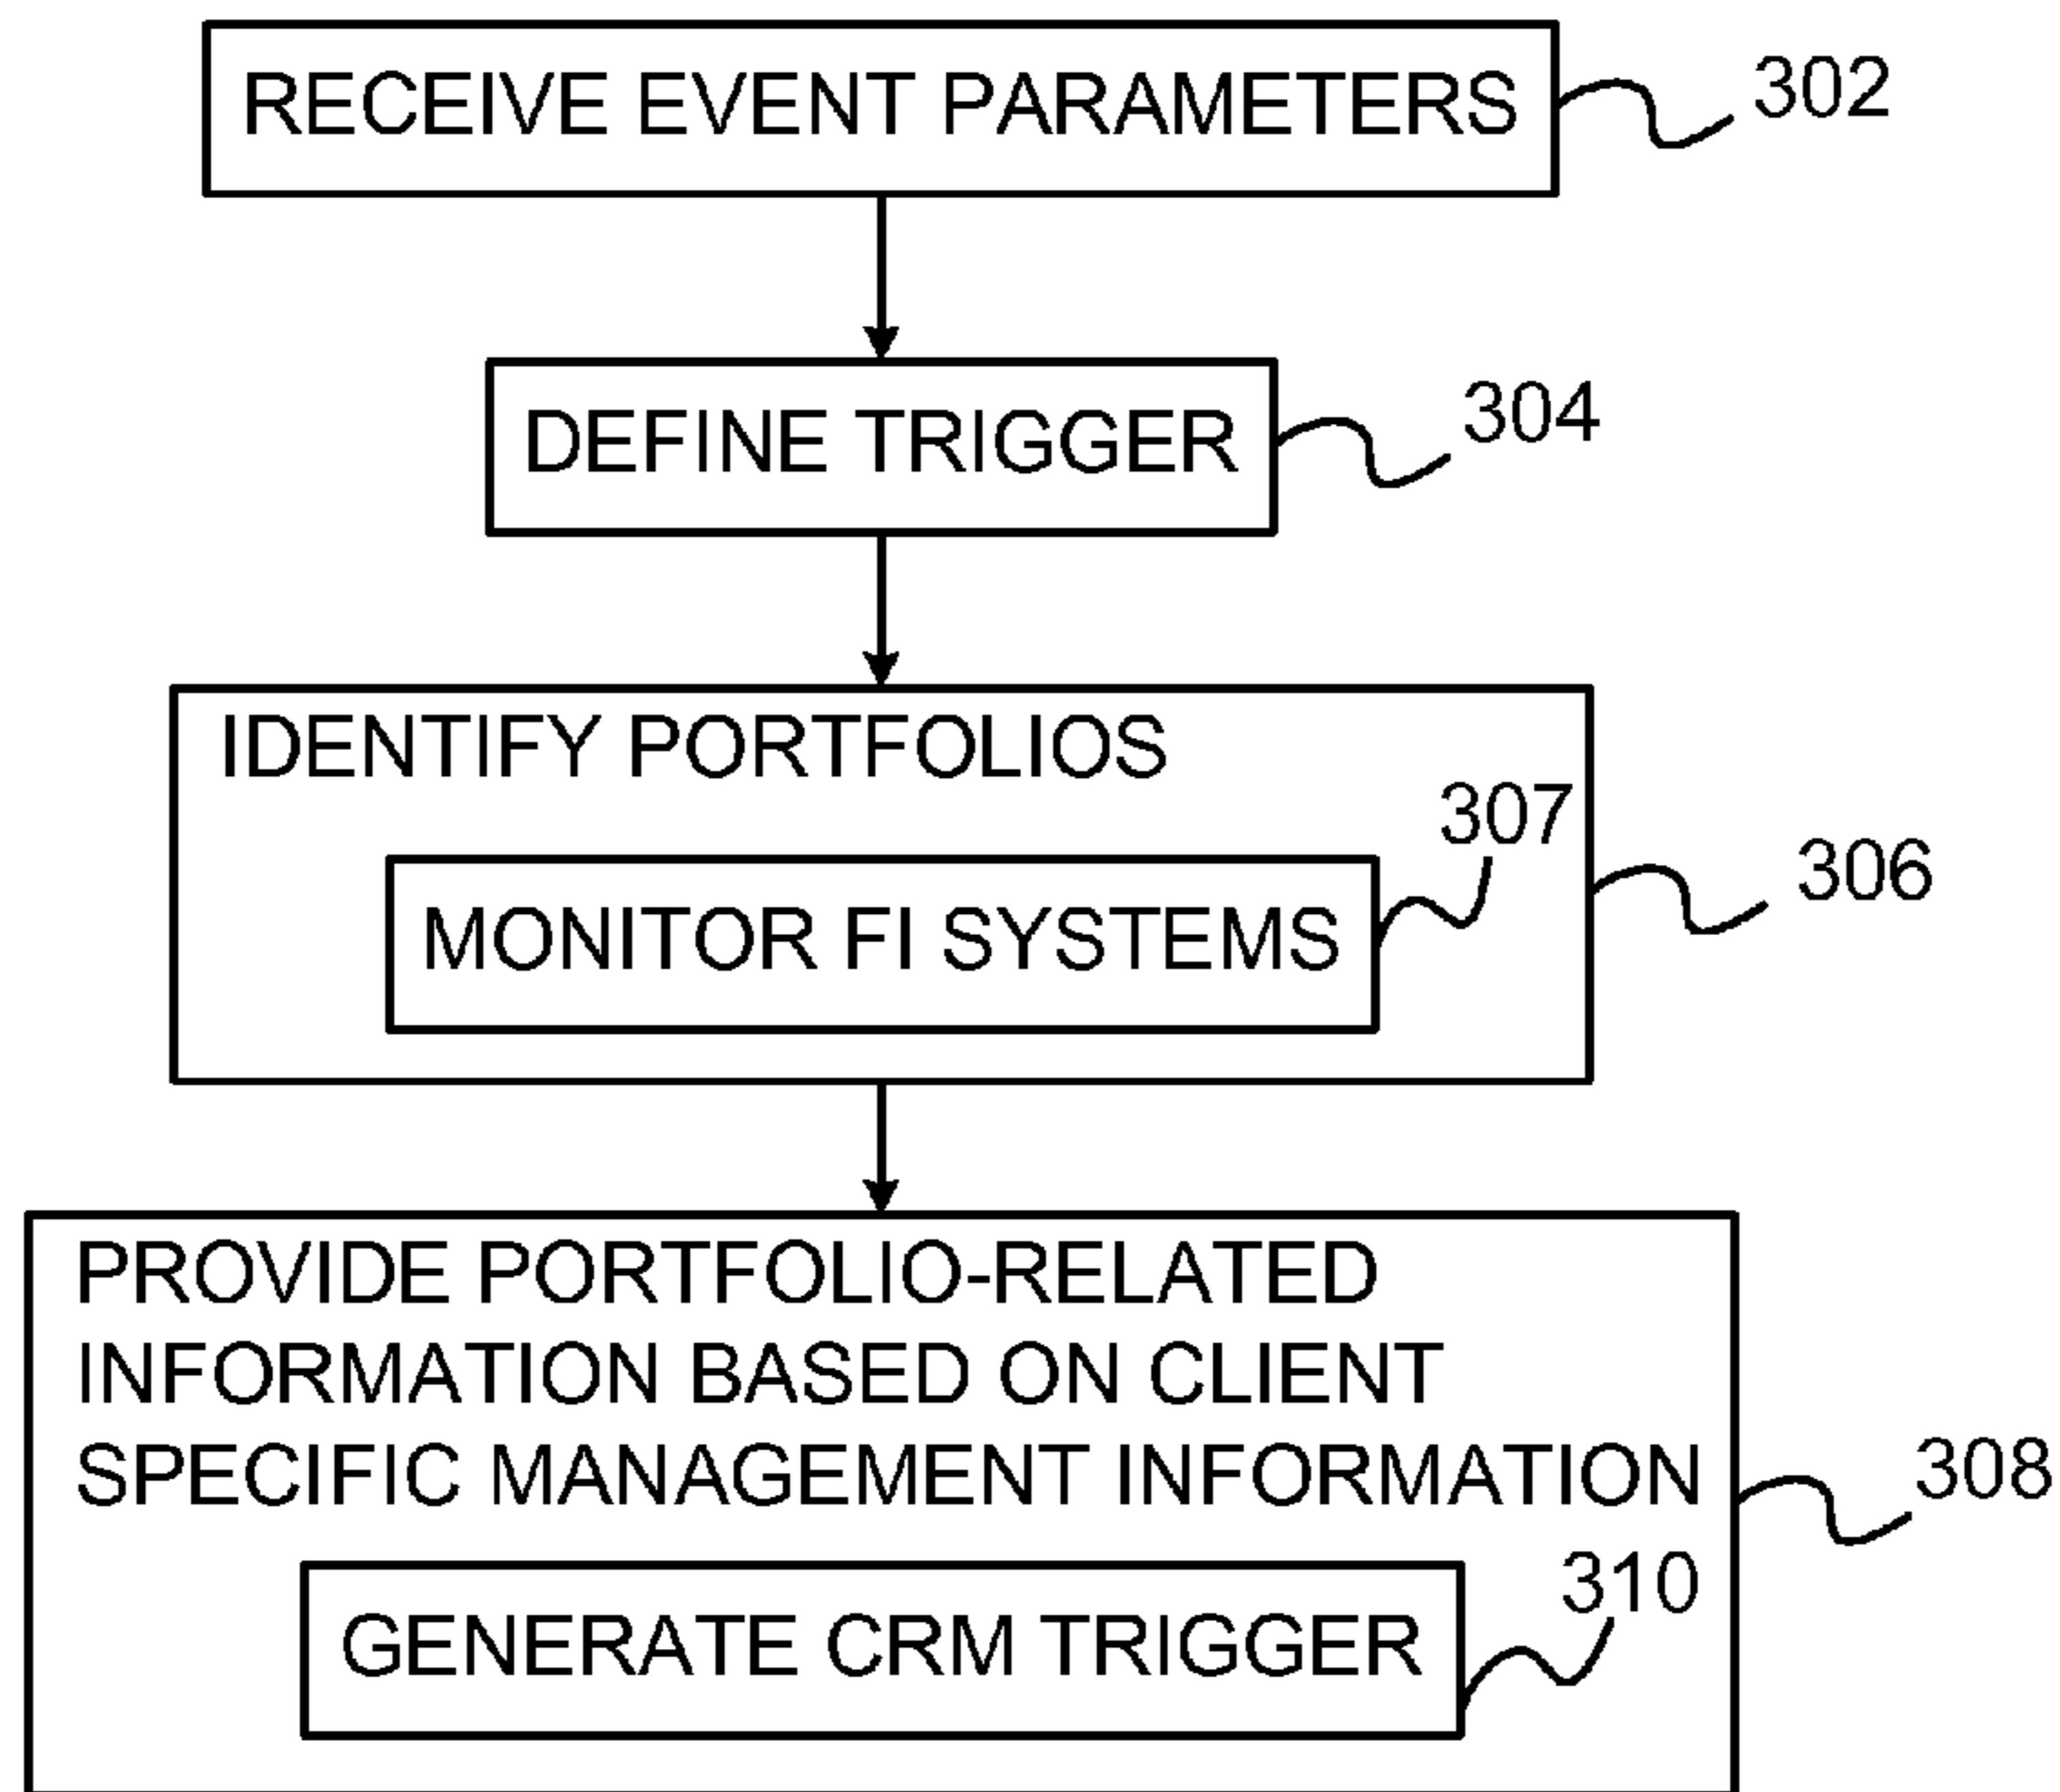 RECEIVE EVENT PARAMETERS
302
DEFINE TRIGGER
304
IDENTIFY PORTFOLIOS
307
MONITOR FI SYSTEMS
306
PROVIDE PORTFOLIO-RELATED
INFORMATION BASED ON CLIENT
SPECIFIC MANAGEMENT INFORMATION
308
310
GENERATE CRM TRIGGER